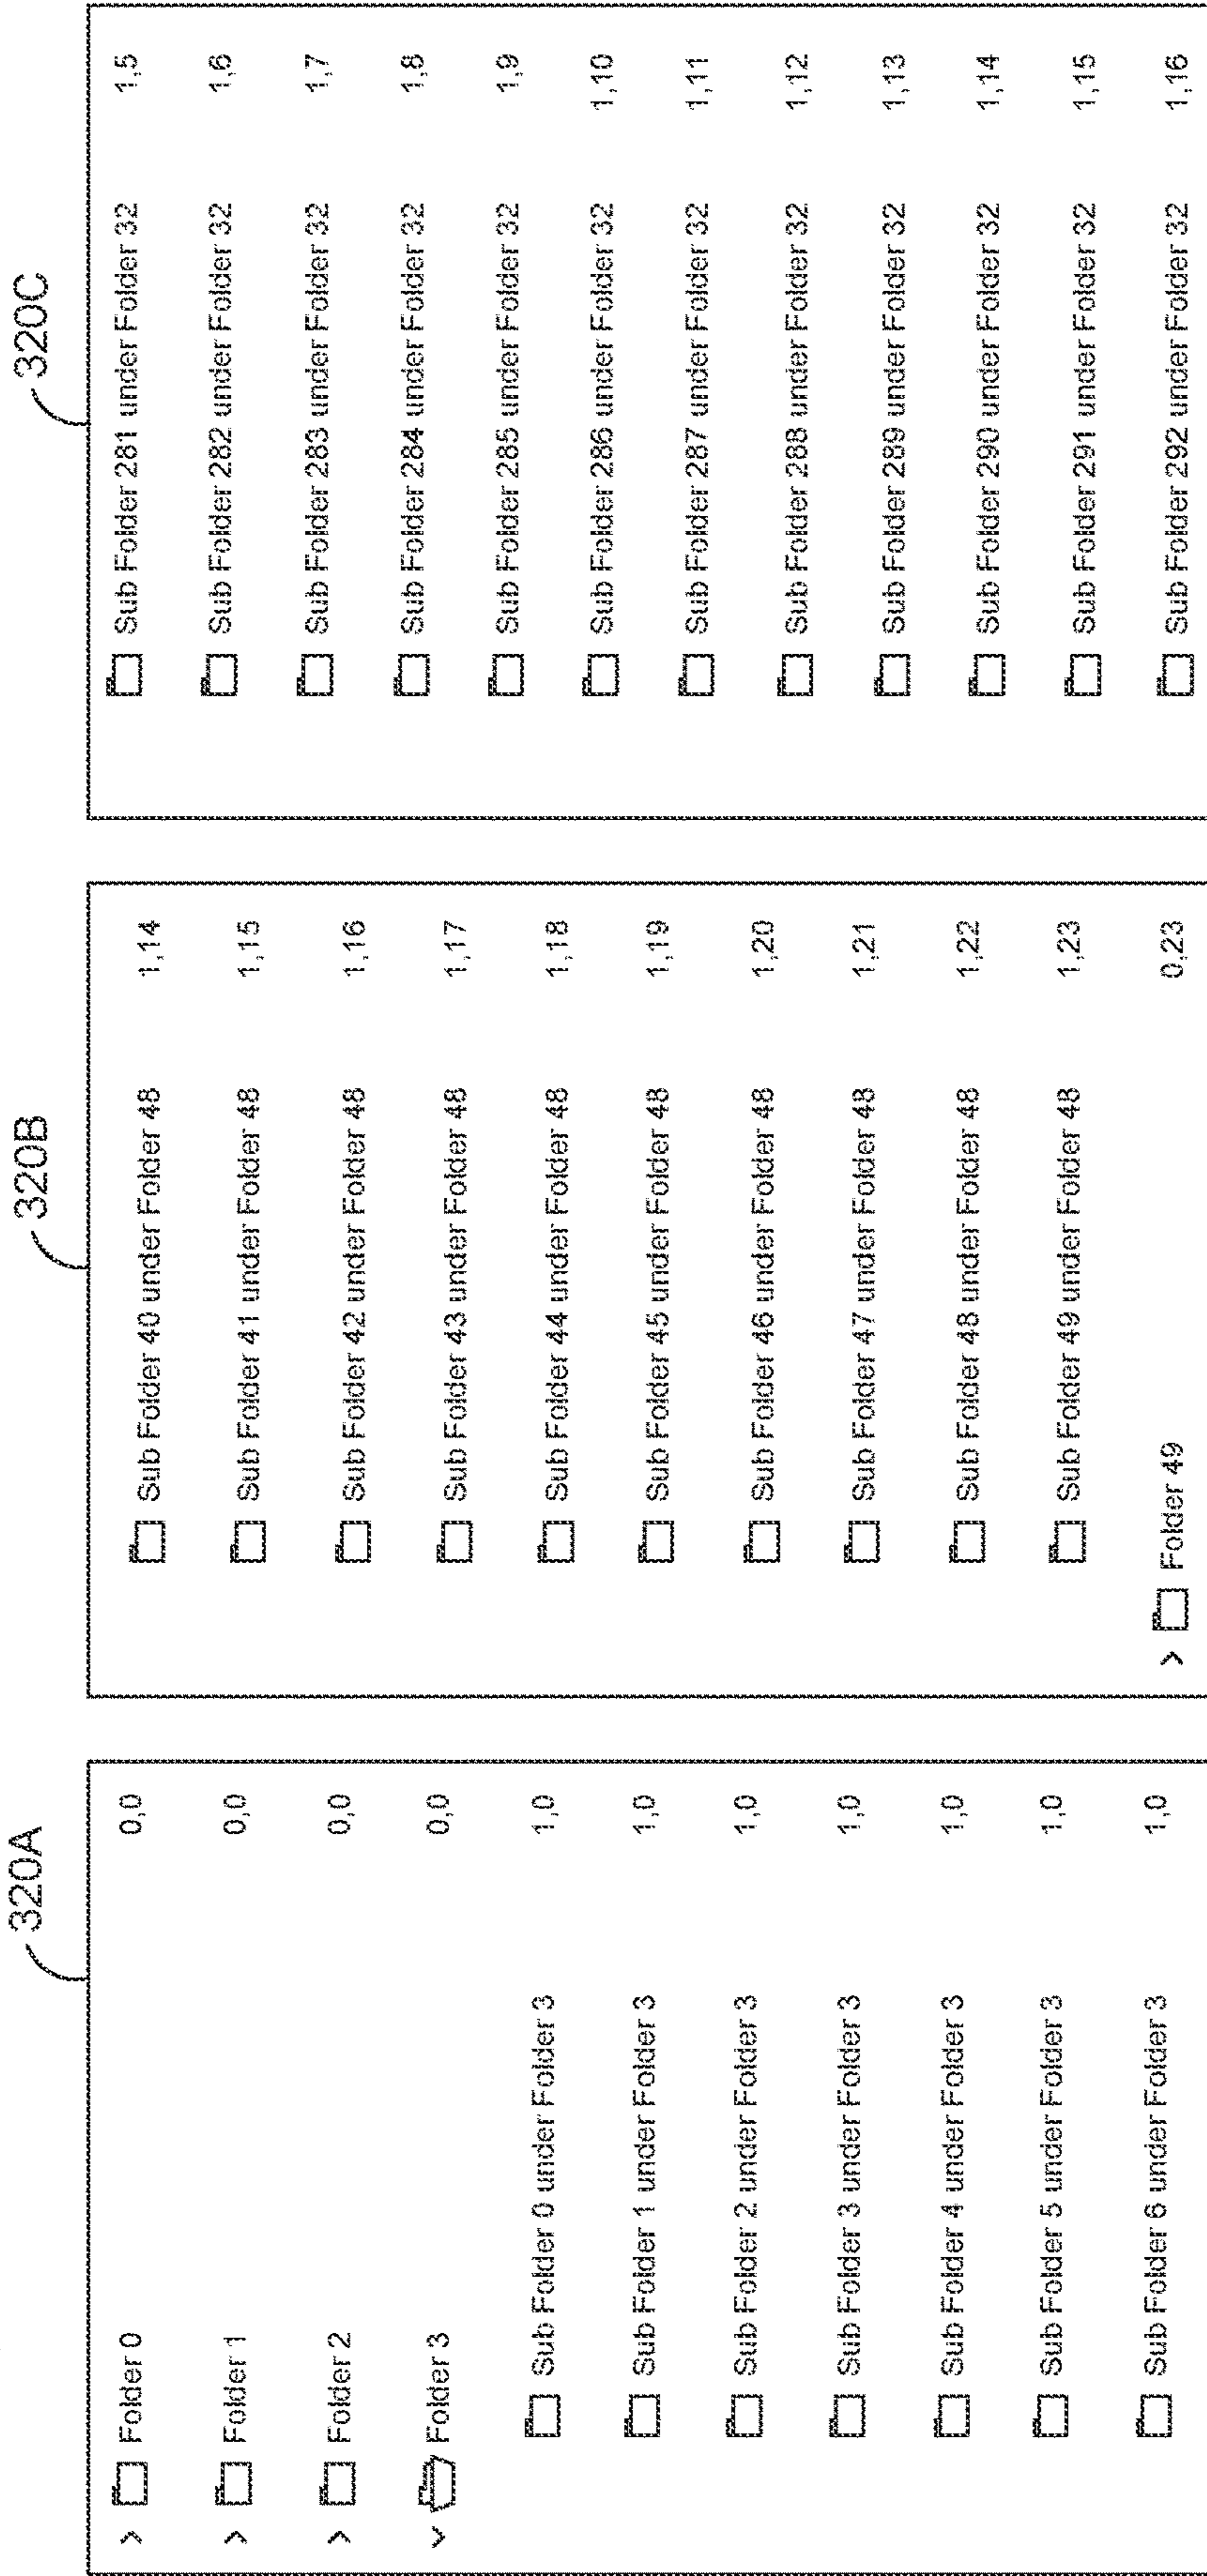 320A
> Folder 0 0,0
> Folder 1 0,0
> Folder 2 0,0
Folder 3 0,0
Sub Folder 0 under Folder 3 1,0
Sub Folder 1 under Folder 3 1,0
Sub Folder 2 under Folder 3 1,0
Sub Folder 3 under Folder 3 1,0
Sub Folder 4 under Folder 3 1,0
Sub Folder 5 under Folder 3 1,0
Sub Folder 6 under Folder 3 1,0
320B
Sub Folder 40 under Folder 48 1,14
Sub Folder 41 under Folder 48 1,15
Sub Folder 42 under Folder 48 1,16
Sub Folder 43 under Folder 48 1,17
Sub Folder 44 under Folder 48 1,18
Sub Folder 45 under Folder 48 1,19
Sub Folder 46 under Folder 48 1,20
Sub Folder 47 under Folder 48 1,21
Sub Folder 48 under Folder 48 1,22
Sub Folder 49 under Folder 48 1,23
> Folder 49 0,23
320C
Sub Folder 281 under Folder 32 1,5
Sub Folder 282 under Folder 32 1,6
Sub Folder 283 under Folder 32 1,7
Sub Folder 284 under Folder 32 1,8
Sub Folder 285 under Folder 32 1,9
Sub Folder 286 under Folder 32 1,10
Sub Folder 287 under Folder 32 1,11
Sub Folder 288 under Folder 32 1,12
Sub Folder 289 under Folder 32 1,13
Sub Folder 290 under Folder 32 1,14
Sub Folder 291 under Folder 32 1,15
Sub Folder 292 under Folder 32 1,16